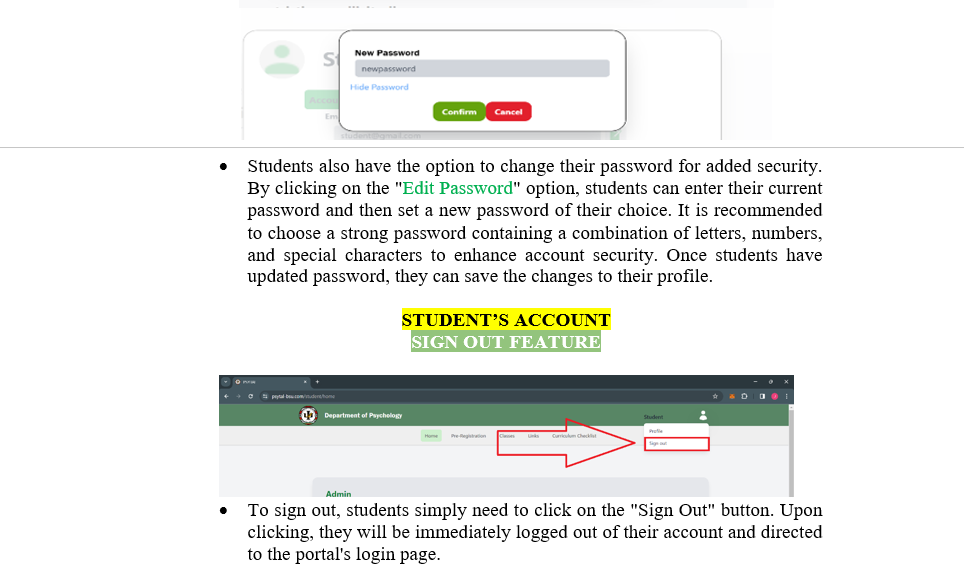 New Password
newpassword
Hide Password
Confirm Cancel
student@gmail.com
• Students also have the option to change their password for added security.
By clicking on the "Edit Password" option, students can enter their current
password and then set a new password of their choice. It is recommended
to choose a strong password containing a combination of letters, numbers,
and special characters to enhance account security. Once students have
updated password, they can save the changes to their profile.
STUDENT’S ACCOUNT
SIGN OUT FEATURE
psytal-bsu.com/student/home
Department of Psychology
Student
Profile
Sign out
Home Pre-Registration Classes Links Curriculum Checklist
Admin
• To sign out, students simply need to click on the "Sign Out" button. Upon
clicking, they will be immediately logged out of their account and directed
to the portal's login page.